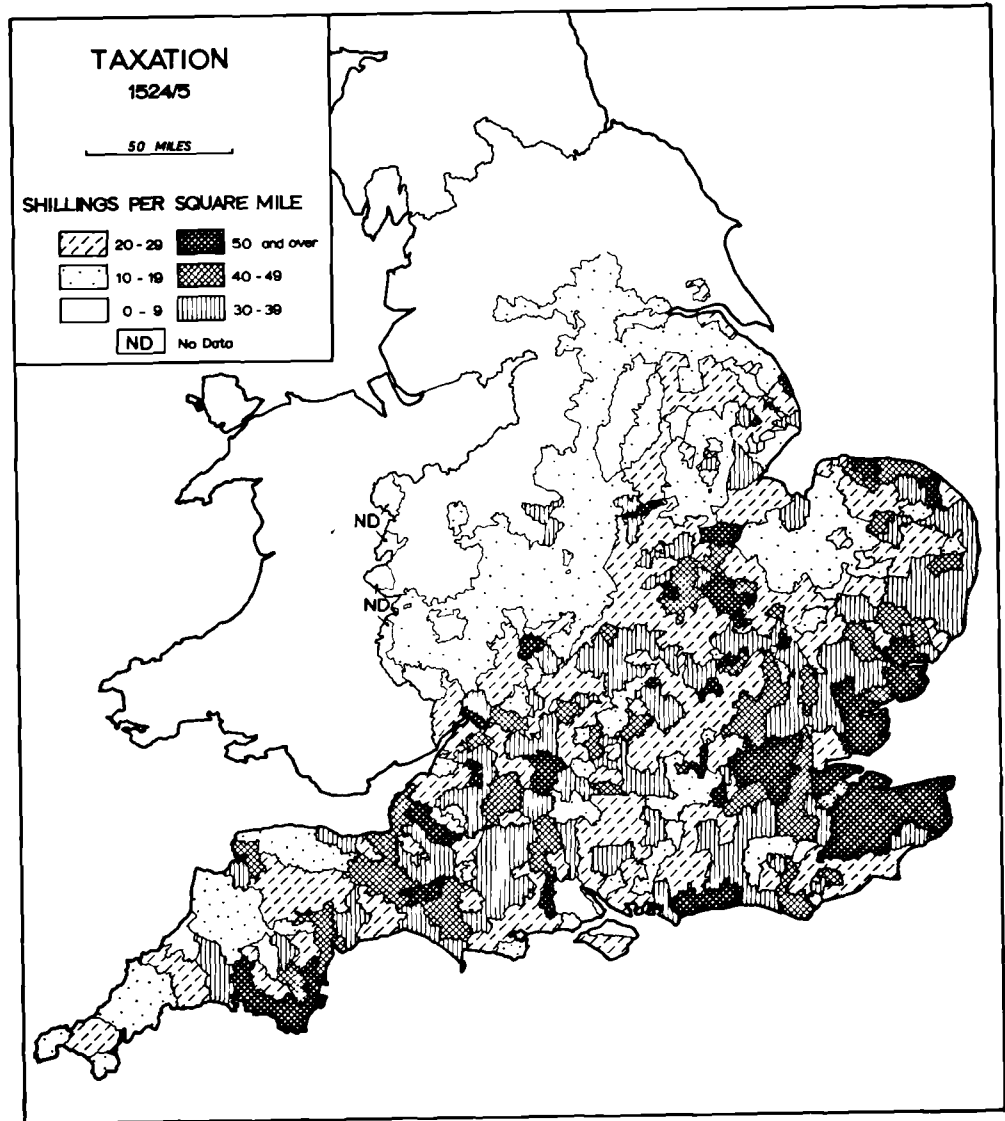 TAXATION
1524/5
50 MILES
SHILLINGS PER SQUARE MILE
20 - 29 50 and over
10 - 19 40 - 49
0 - 9 30 - 39
ND No Data
ND
ND